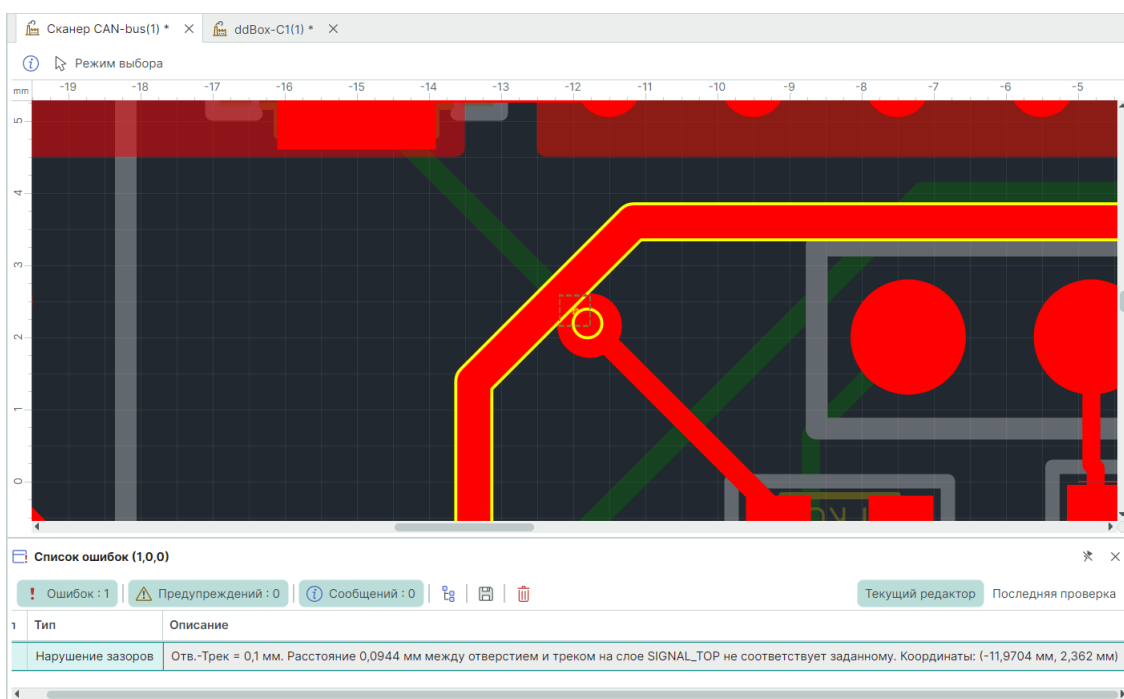 Сканер CAN-bus(1) * ddBox-C1(1) *
Режим выбора
mm -19 -18 -17 -16 -15 -14 -13 -12 -11 -10 -9 -8 -7 -6 -5
5
4
3
2
1
0
Список ошибок (1,0,0)
Ошибок : 1 Предупреждений : 0 Сообщений : 0 Текущий редактор Последняя проверка
Тип Описание
Нарушение зазоров Отв.-Трек = 0,1 мм. Расстояние 0,0944 мм между отверстием и треком на слое SIGNAL_TOP не соответствует заданному. Координаты: (-11,9704 мм, 2,362 мм)